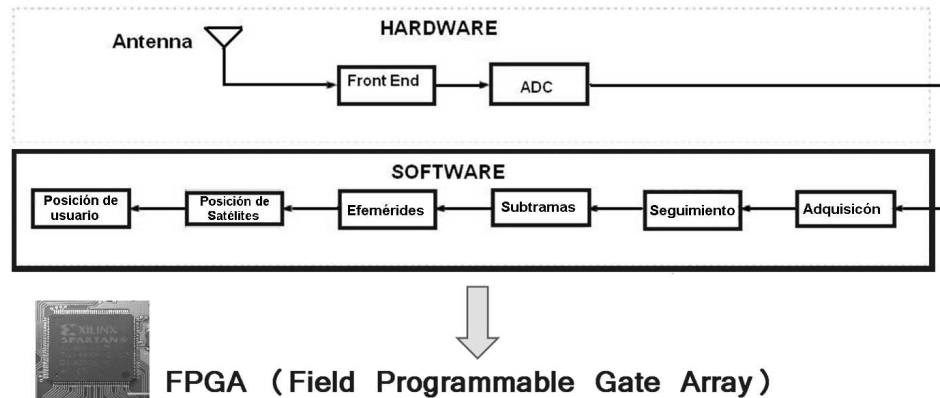 HARDWARE
Antenna
Front End
ADC
SOFTWARE
Posición de
usuario
Posición de
Satélites
Efemérides
Subtramas
Seguimiento
Adquisicón
XILINX
SPARTAN
FPGA (Field Programmable Gate Array)